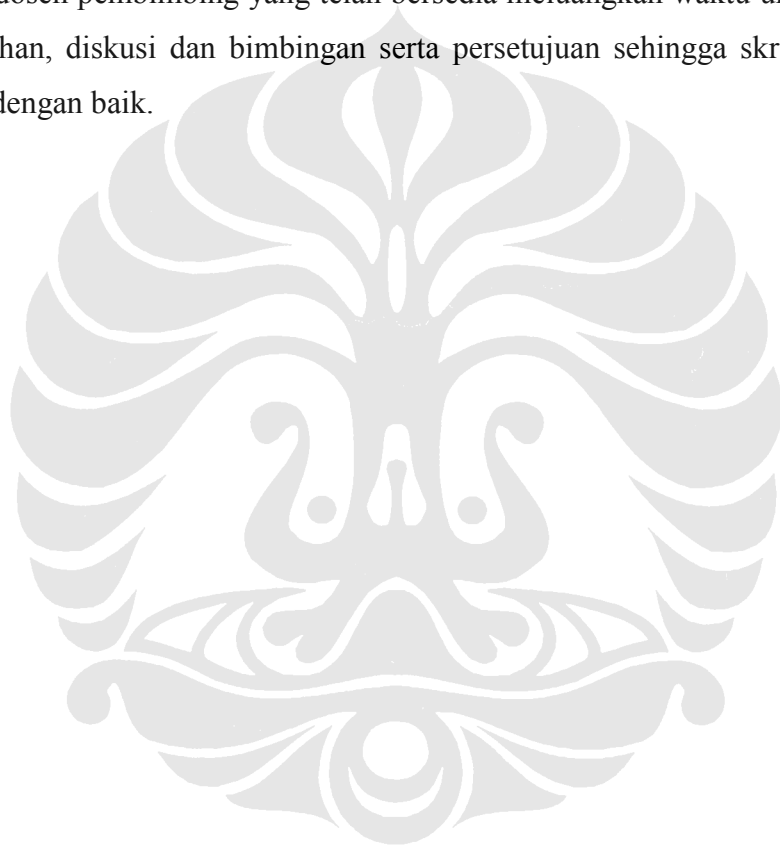 dosen pembimbing yang telah bersedia meluangkan waktu
han, diskusi dan bimbingan serta persetujuan sehingga skr
dengan baik.